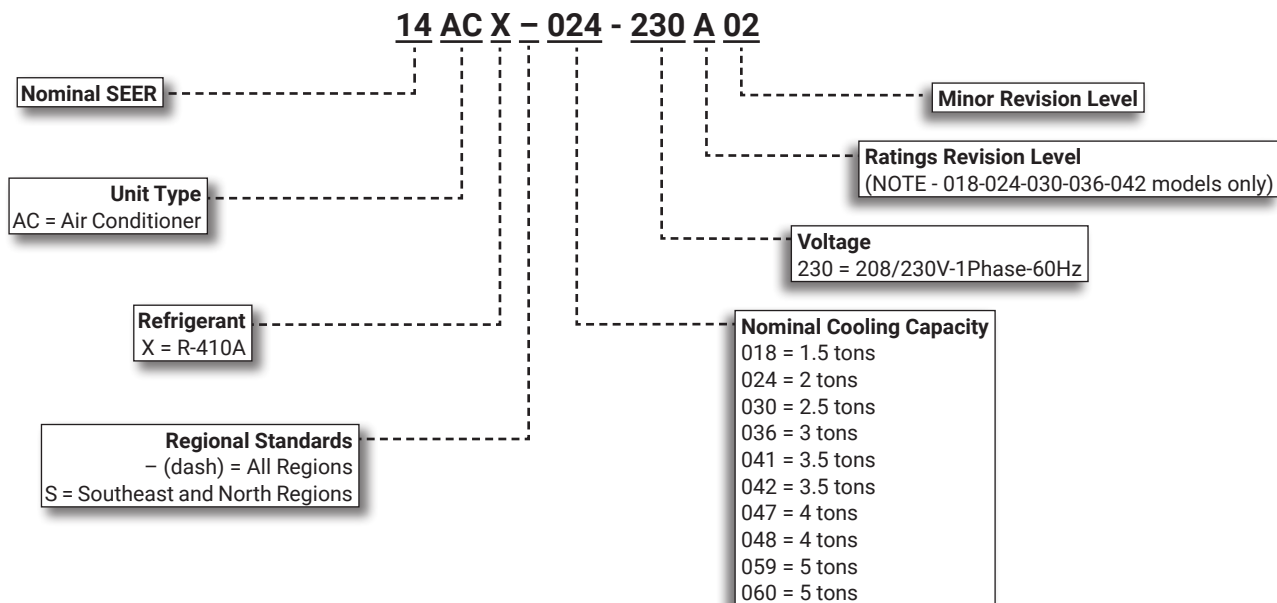 14 AC X – 024 - 230 A 02
Nominal SEER
Minor Revision Level
Ratings Revision Level
(NOTE - 018-024-030-036-042 models only)
Unit Type
AC = Air Conditioner
Voltage
230 = 208/230V-1Phase-60Hz
Refrigerant
X = R-410A
Nominal Cooling Capacity
018 = 1.5 tons
024 = 2 tons
030 = 2.5 tons
036 = 3 tons
041 = 3.5 tons
042 = 3.5 tons
047 = 4 tons
048 = 4 tons
059 = 5 tons
060 = 5 tons
Regional Standards
– (dash) = All Regions
S = Southeast and North Regions